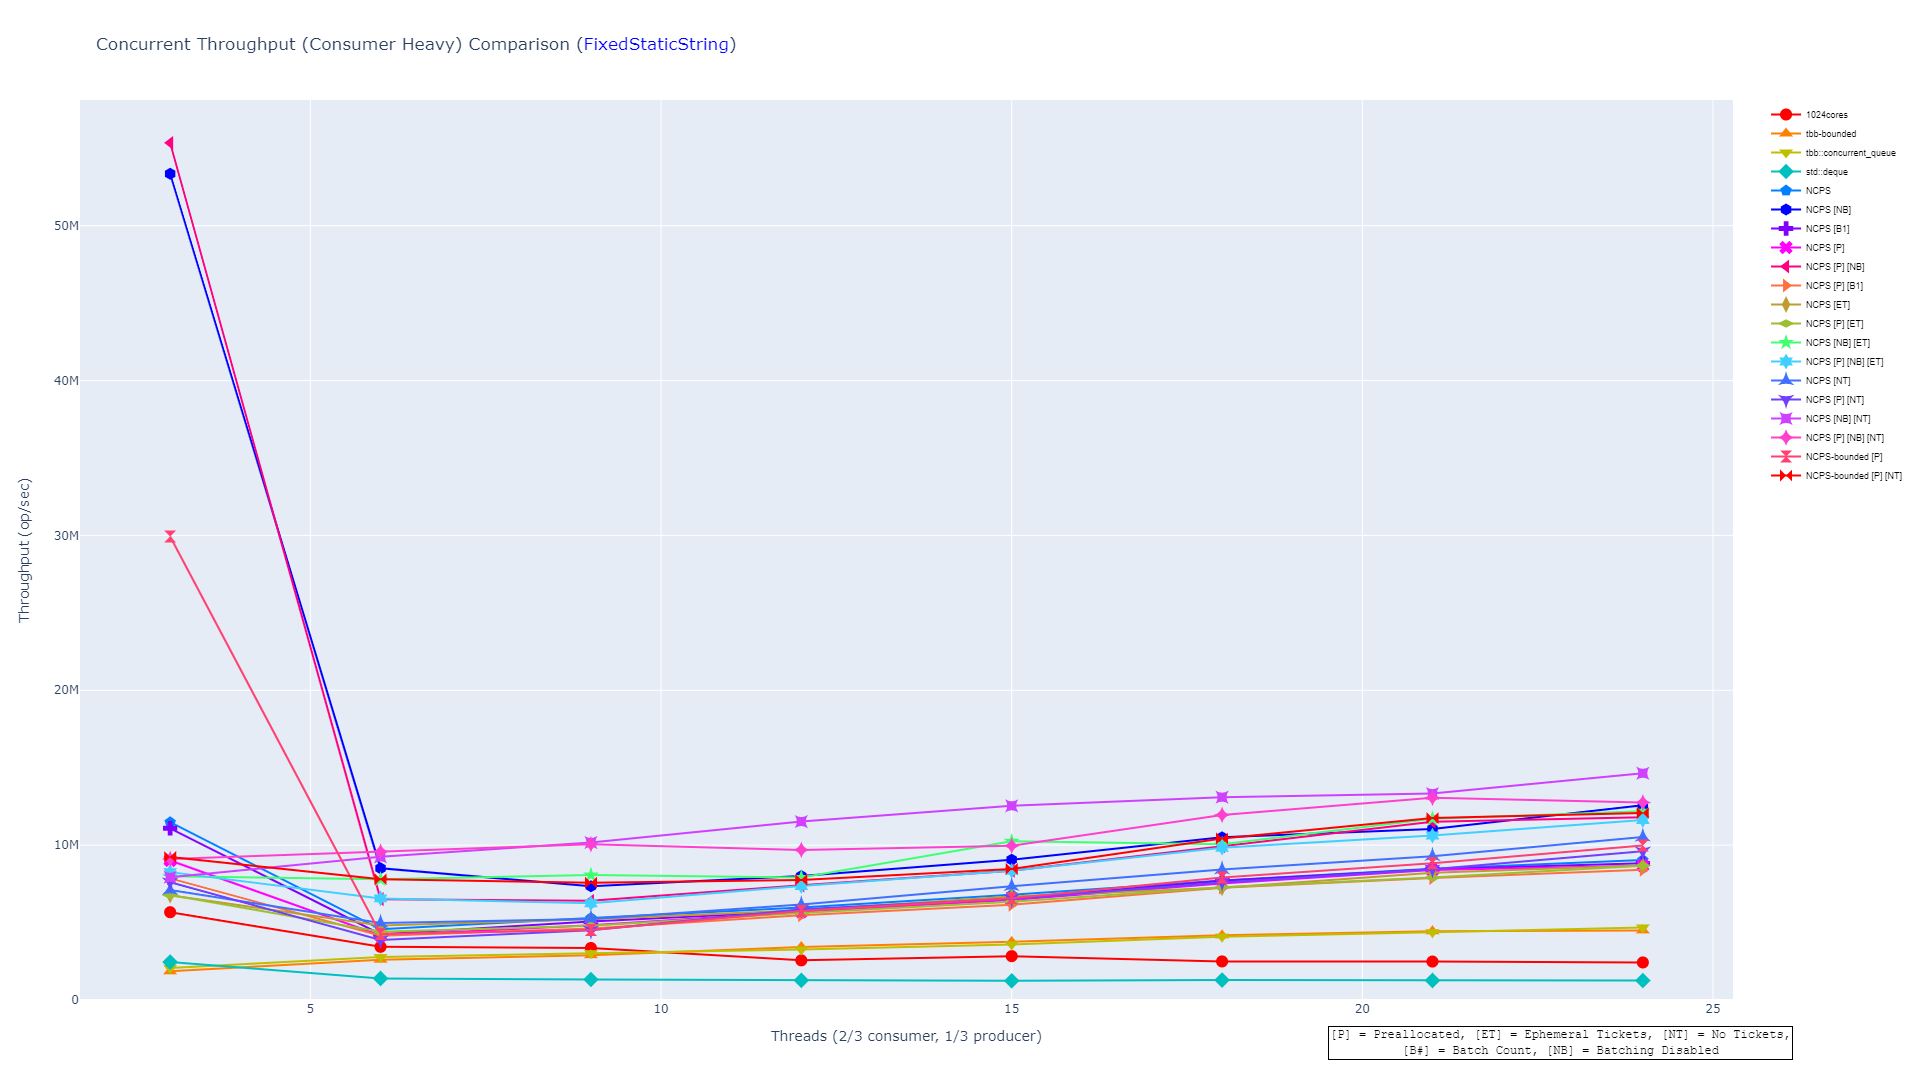 Concurrent Throughput (Consumer Heavy) Comparison (FixedStaticString)
Throughput (op/sec)
50M
40M
30M
20M
10M
0
5
10
15
20
25
Threads (2/3 consumer, 1/3 producer)
1024cores
tbb-bounded
tbb::concurrent_queue
std::deque
NCPS
NCPS [NB]
NCPS [B1]
NCPS [P]
NCPS [P] [NB]
NCPS [P] [B1]
NCPS [ET]
NCPS [P] [ET]
NCPS [NB] [ET]
NCPS [P] [NB] [ET]
NCPS [NT]
NCPS [P] [NT]
NCPS [NB] [NT]
NCPS [P] [NB] [NT]
NCPS-bounded [P]
NCPS-bounded [P] [NT]
[P] = Preallocated, [ET] = Ephemeral Tickets, [NT] = No Tickets,
[B#] = Batch Count, [NB] = Batching Disabled